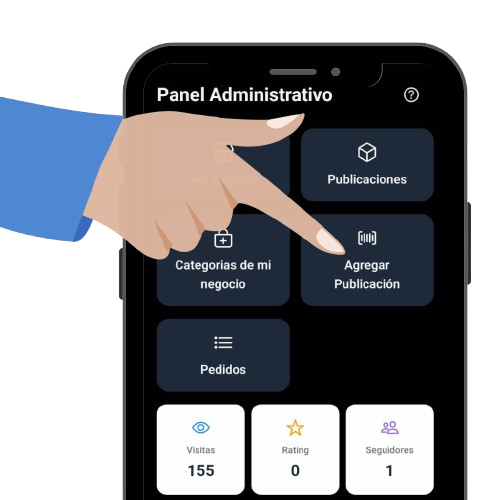 Panel Administrativo
Ver negocio
Publicaciones
Categorias de mi
negocio
Agregar
Publicación
Pedidos
Visitas
Rating
Seguidores
155
0
1